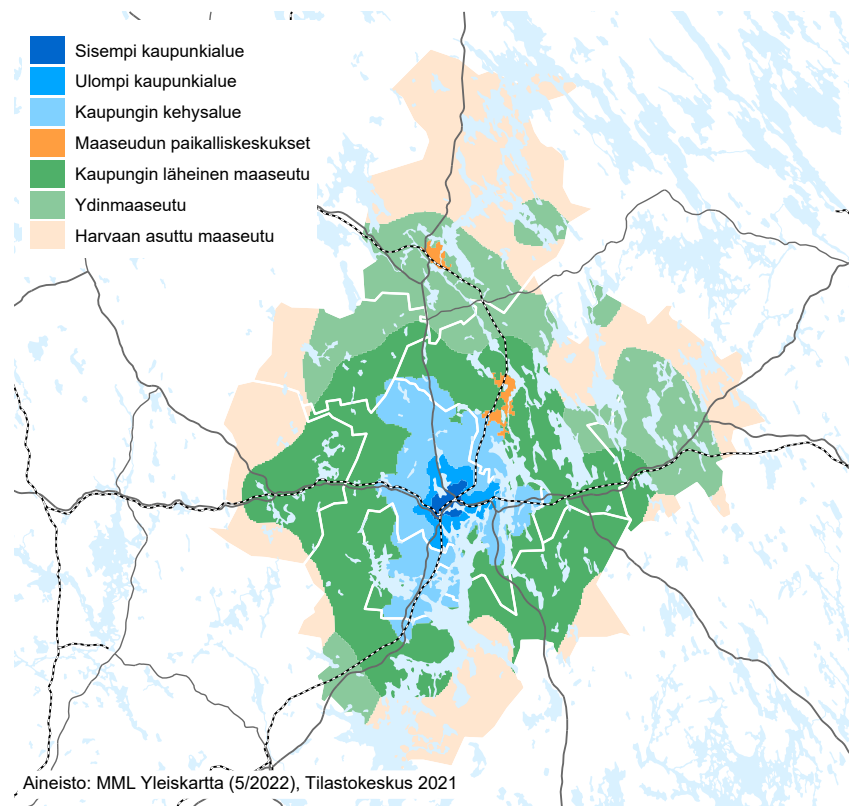 Sisempi kaupunkialue
Ulompi kaupunkialue
Kaupungin kehysalue
Maaseudun paikalliskeskukset
Kaupungin läheinen maaseutu
Ydinmaaseutu
Harvaan asuttu maaseutu
Aineisto: MML Yleiskartta (5/2022), Tilastokeskus 2021